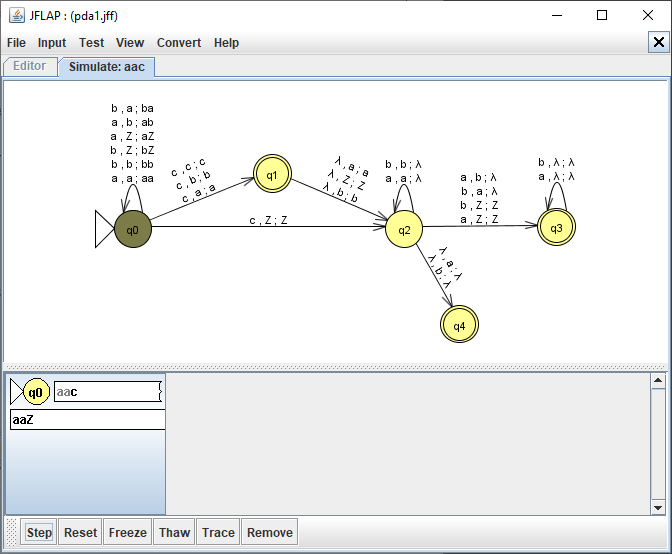 JFLAP : (pda1.jff)
File Input Test View Convert Help
Editor Simulate: aac
b , a ; ba
a , b ; ab
a , Z ; aZ
b , Z ; bZ
b , b ; bb
a , a ; aa
q0
c , c ; c
c , b ; b
c , a ; a
q1
λ , a ; a
λ , Z ; Z
λ , b ; b
c , Z ; Z
b , b ; λ
a , a ; λ
q2
a , b ; λ
b , a ; λ
b , Z ; Z
a , Z ; Z
b , λ ; λ
a , λ ; λ
q3
λ , a ; λ
λ , b ; λ
q4
q0 aac
aaZ
Step Reset Freeze Thaw Trace Remove